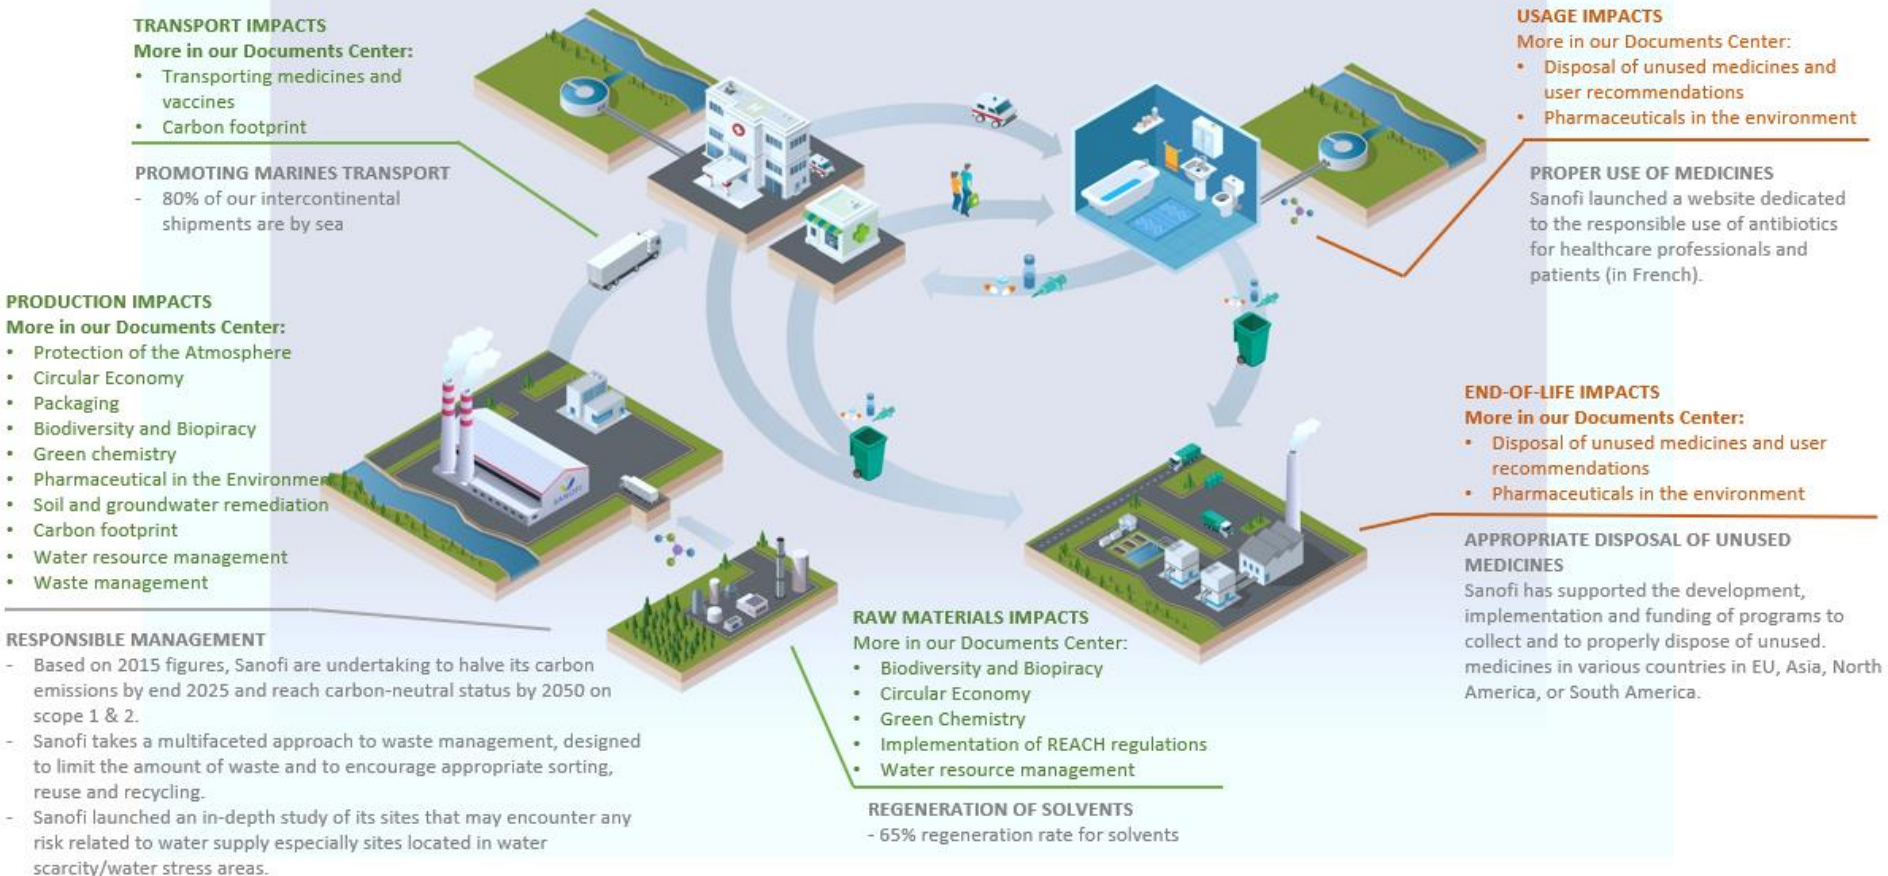 TRANSPORT IMPACTS
More in our Documents Center:
• Transporting medicines and
vaccines
• Carbon footprint
PROMOTING MARINES TRANSPORT
- 80% of our intercontinental
shipments are by sea
USAGE IMPACTS
More in our Documents Center:
• Disposal of unused medicines and
user recommendations
• Pharmaceuticals in the environment
PROPER USE OF MEDICINES
Sanofi launched a website dedicated
to the responsible use of antibiotics
for healthcare professionals and
patients (in French).
PRODUCTION IMPACTS
More in our Documents Center:
• Protection of the Atmosphere
• Circular Economy
• Packaging
• Biodiversity and Biopiracy
• Green chemistry
• Pharmaceutical in the Environmen
• Soil and groundwater remediation
• Carbon footprint
• Water resource management
• Waste management
RESPONSIBLE MANAGEMENT
- Based on 2015 figures, Sanofi are undertaking to halve its carbon
emissions by end 2025 and reach carbon-neutral status by 2050 on
scope 1 & 2.
- Sanofi takes a multifaceted approach to waste management, designed
to limit the amount of waste and to encourage appropriate sorting,
reuse and recycling.
- Sanofi launched an in-depth study of its sites that may encounter any
risk related to water supply especially sites located in water
scarcity/water stress areas.
H
SANOFI
RAW MATERIALS IMPACTS
More in our Documents Center:
• Biodiversity and Biopiracy
• Circular Economy
• Green Chemistry
• Implementation of REACH regulations
• Water resource management
REGENERATION OF SOLVENTS
- 65% regeneration rate for solvents
END-OF-LIFE IMPACTS
More in our Documents Center:
• Disposal of unused medicines and user
recommendations
• Pharmaceuticals in the environment
APPROPRIATE DISPOSAL OF UNUSED
MEDICINES
Sanofi has supported the development,
implementation and funding of programs to
collect and to properly dispose of unused.
medicines in various countries in EU, Asia, North
America, or South America.